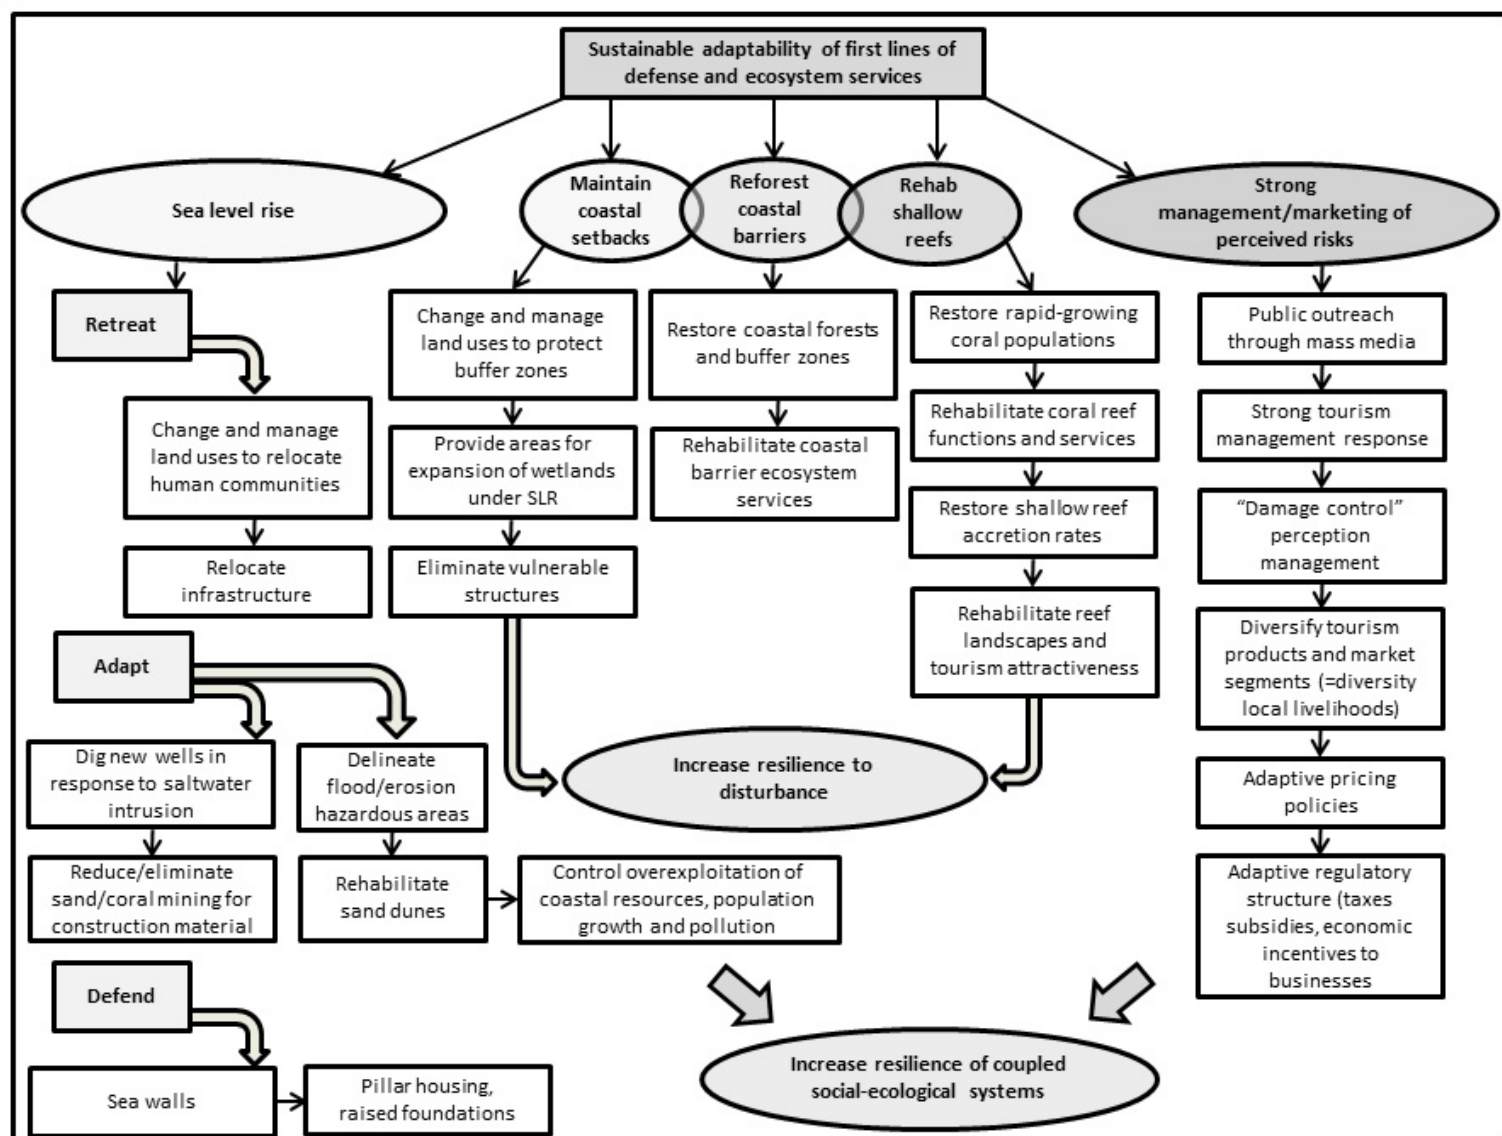 Sustainable adaptability of first lines of
defense and ecosystem services
Sea level rise
Maintain
coastal
setbacks
Reforest
coastal
barriers
Rehab
shallow
reefs
Strong
management/marketing of
perceived risks
Retreat
Change and manage
land uses to relocate
human communities
Relocate
infrastructure
Change and manage
land uses to protect
buffer zones
Provide areas for
expansion of wetlands
under SLR
Eliminate vulnerable
structures
Restore coastal forests
and buffer zones
Rehabilitate coastal
barrier ecosystem
services
Restore rapid-growing
coral populations
Rehabilitate coral reef
functions and services
Restore shallow reef
accretion rates
Rehabilitate reef
landscapes and
tourism attractiveness
Public outreach
through mass media
Strong tourism
management response
“Damage control”
perception
management
Diversify tourism
products and market
segments (=diversity
local livelihoods)
Adaptive pricing
policies
Adaptive regulatory
structure (taxes
subsidies, economic
incentives to
businesses
Adapt
Dig new wells in
response to saltwater
intrusion
Reduce/eliminate
sand/coral mining for
construction material
Delineate
flood/erosion
hazardous areas
Rehabilitate
sand dunes
Control overexploitation of
coastal resources, population
growth and pollution
Increase resilience to
disturbance
Defend
Sea walls
Pillar housing,
raised foundations
Increase resilience of coupled
social-ecological systems